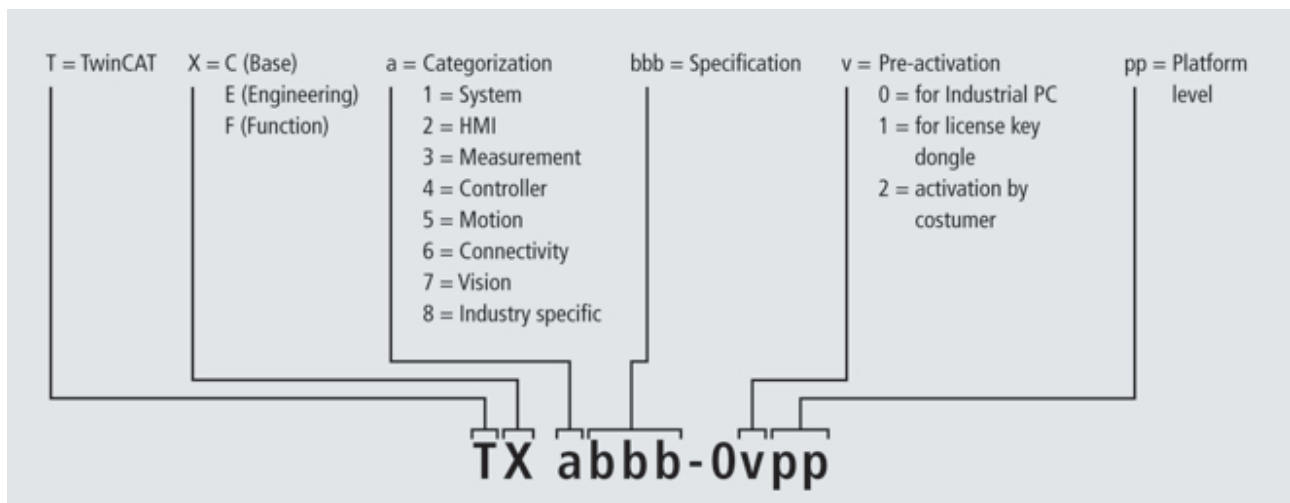 T = TwinCAT
X = C (Base)
E (Engineering)
F (Function)
a = Categorization
1 = System
2 = HMI
3 = Measurement
4 = Controller
5 = Motion
6 = Connectivity
7 = Vision
8 = Industry specific
bbb = Specification
v = Pre-activation
0 = for Industrial PC
1 = for license key
dongle
2 = activation by
costumer
pp = Platform
level
TX abbb-0vpp